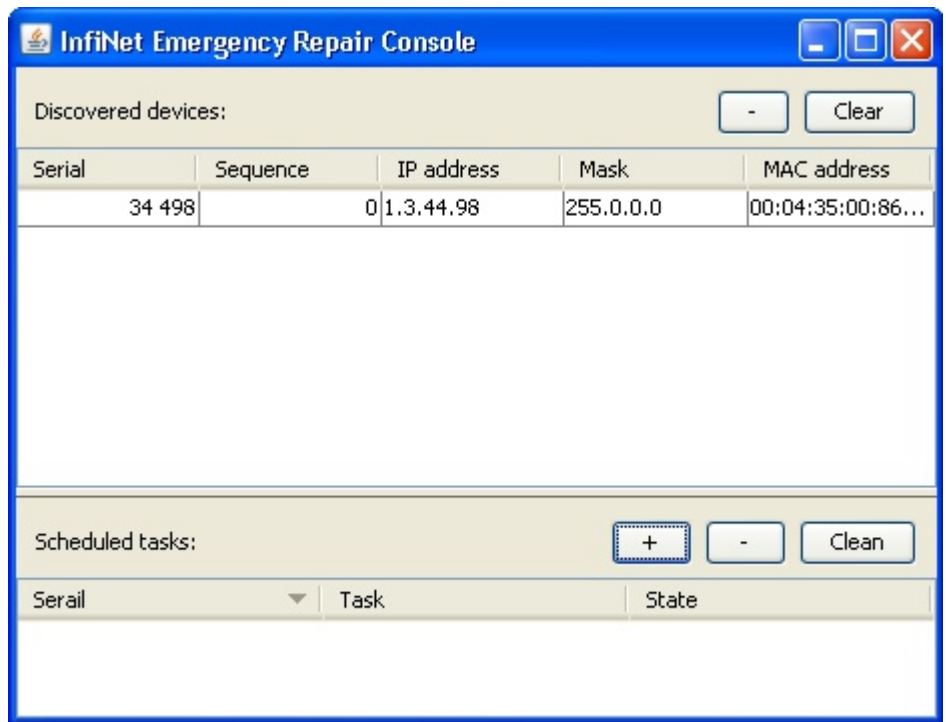 InfiNet Emergency Repair Console
Discovered devices: - Clear
Serial Sequence IP address Mask MAC address
34 498 0 1.3.44.98 255.0.0.0 00:04:35:00:86...
Scheduled tasks: + - Clean
Serail Task State